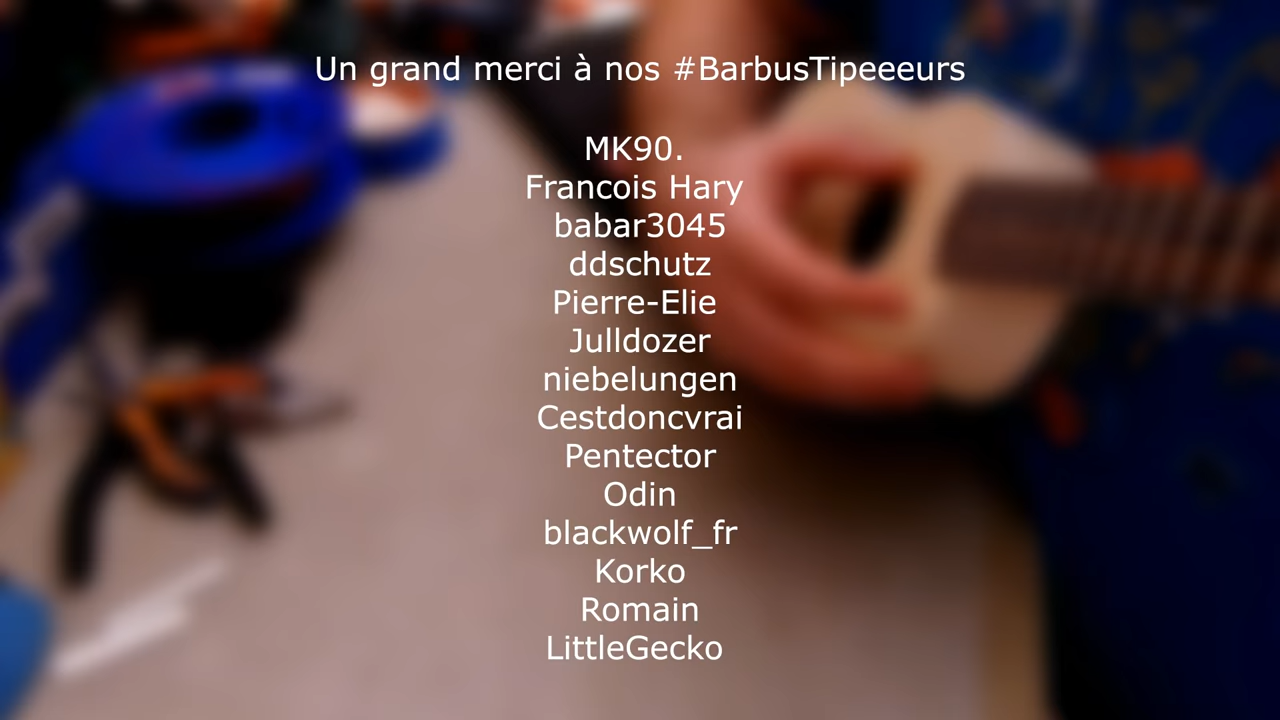 Un grand merci à nos #BarbusTipeeeurs
MK90.
Francois Hary
babar3045
ddschutz
Pierre-Elie
Julldozer
niebelungen
Cestdoncvrai
Pentector
Odin
blackwolf_fr
Korko
Romain
LittleGecko